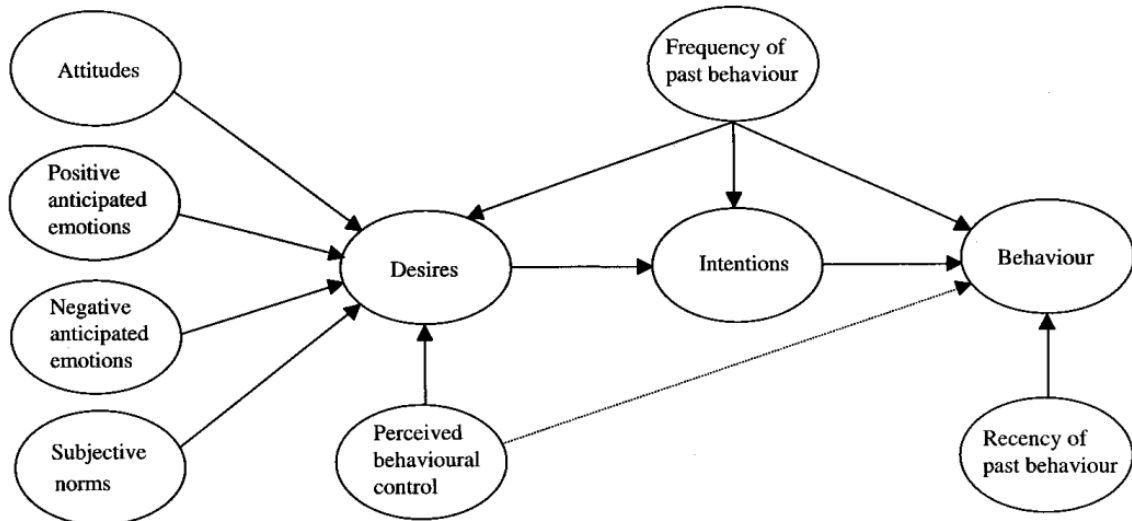 Attitudes
Positive
anticipated
emotions
Negative
anticipated
emotions
Subjective
norms
Desires
Perceived
behavioural
control
Frequency of
past behaviour
Intentions
Behaviour
Recency of
past behaviour